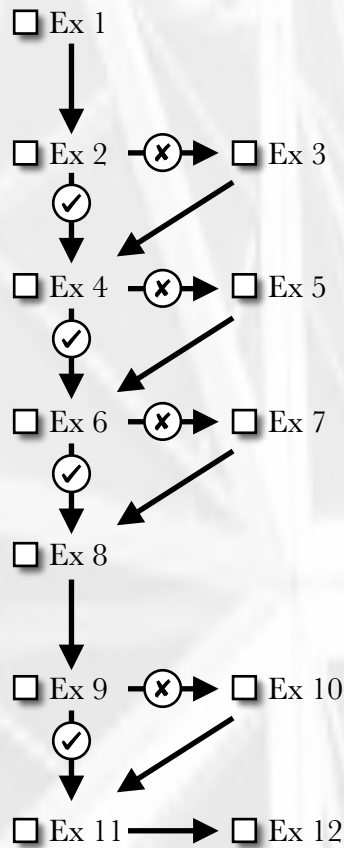 Ex 1
Ex 2 ✘ Ex 3
✓
Ex 4 ✘ Ex 5
✓
Ex 6 ✘ Ex 7
✓
Ex 8
Ex 9 ✘ Ex 10
✓
Ex 11 Ex 12